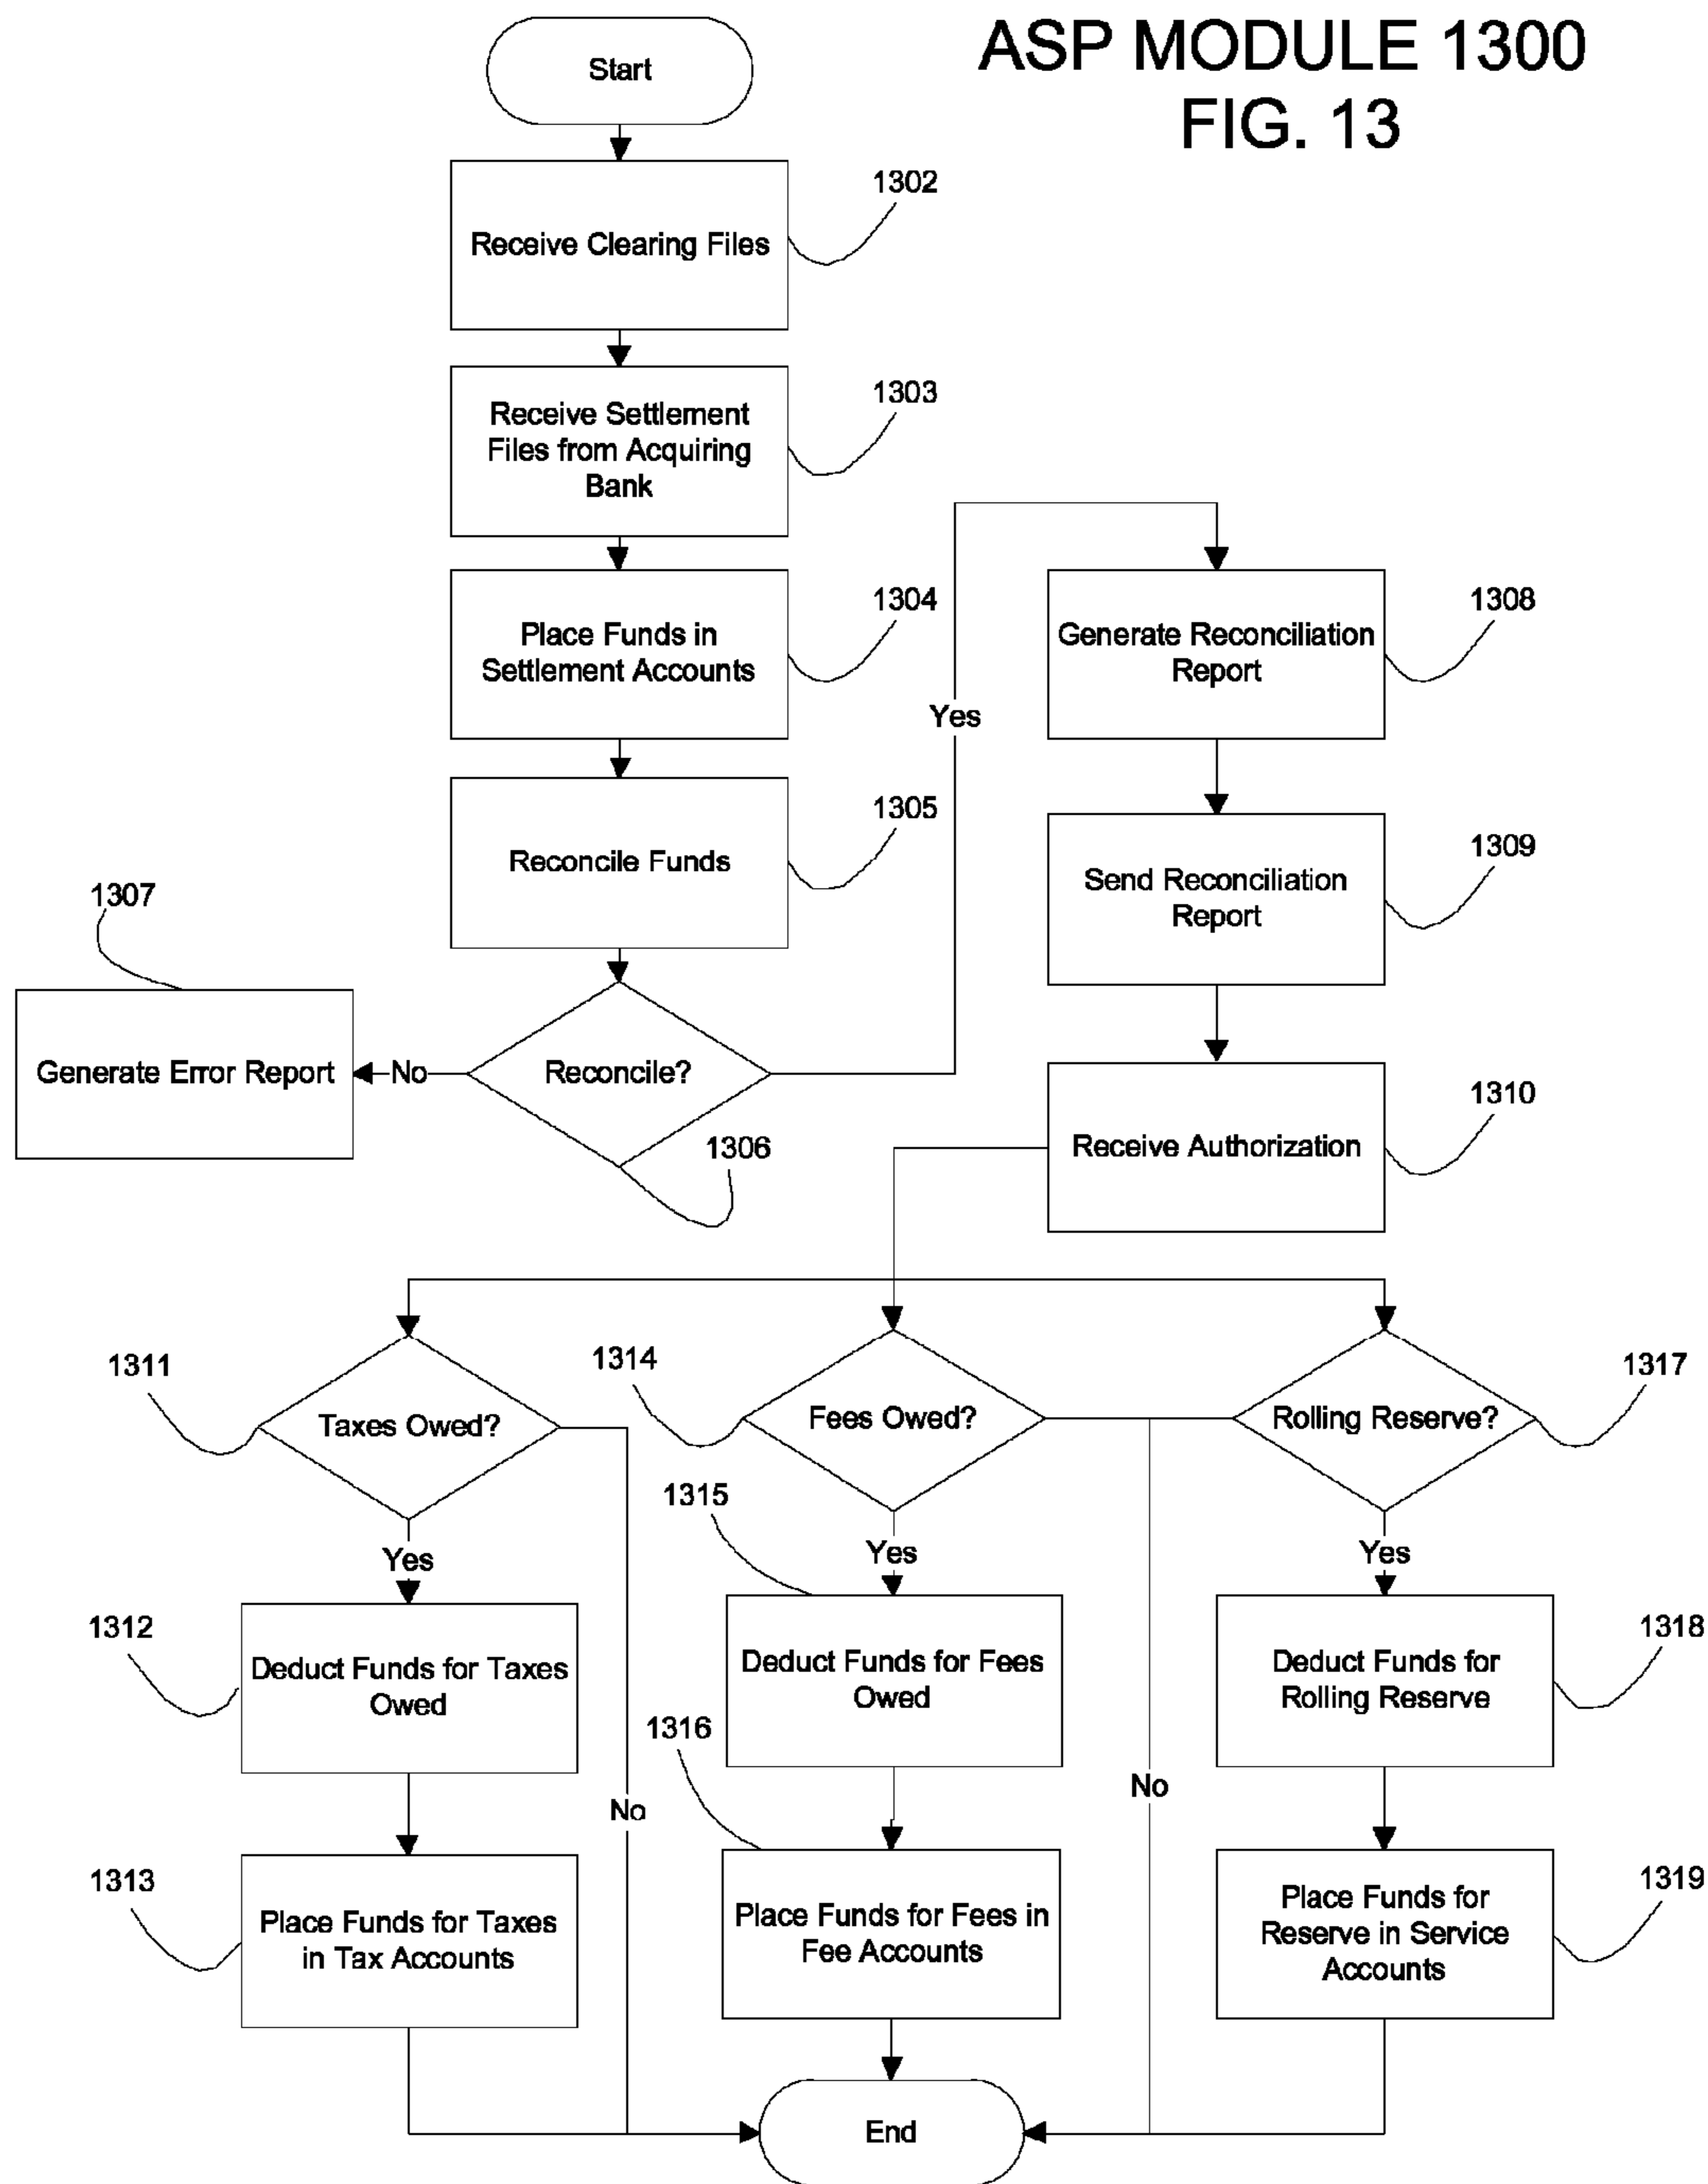 ASP MODULE 1300
FIG. 13
Start
1302
Receive Clearing Files
1303
Receive Settlement
Files from Acquiring
Bank
1304
Place Funds in
Settlement Accounts
1308
Generate Reconciliation
Report
Yes
1305
Reconcile Funds
1309
Send Reconciliation
Report
1307
Generate Error Report
No
Reconcile?
1306
1310
Receive Authorization
1311
Taxes Owed?
1314
Fees Owed?
1317
Rolling Reserve?
Yes
1315
Yes
Yes
1312
Deduct Funds for Taxes
Owed
Deduct Funds for Fees
Owed
1318
Deduct Funds for
Rolling Reserve
1316
No
No
1313
Place Funds for Taxes
in Tax Accounts
Place Funds for Fees in
Fee Accounts
1319
Place Funds for
Reserve in Service
Accounts
End